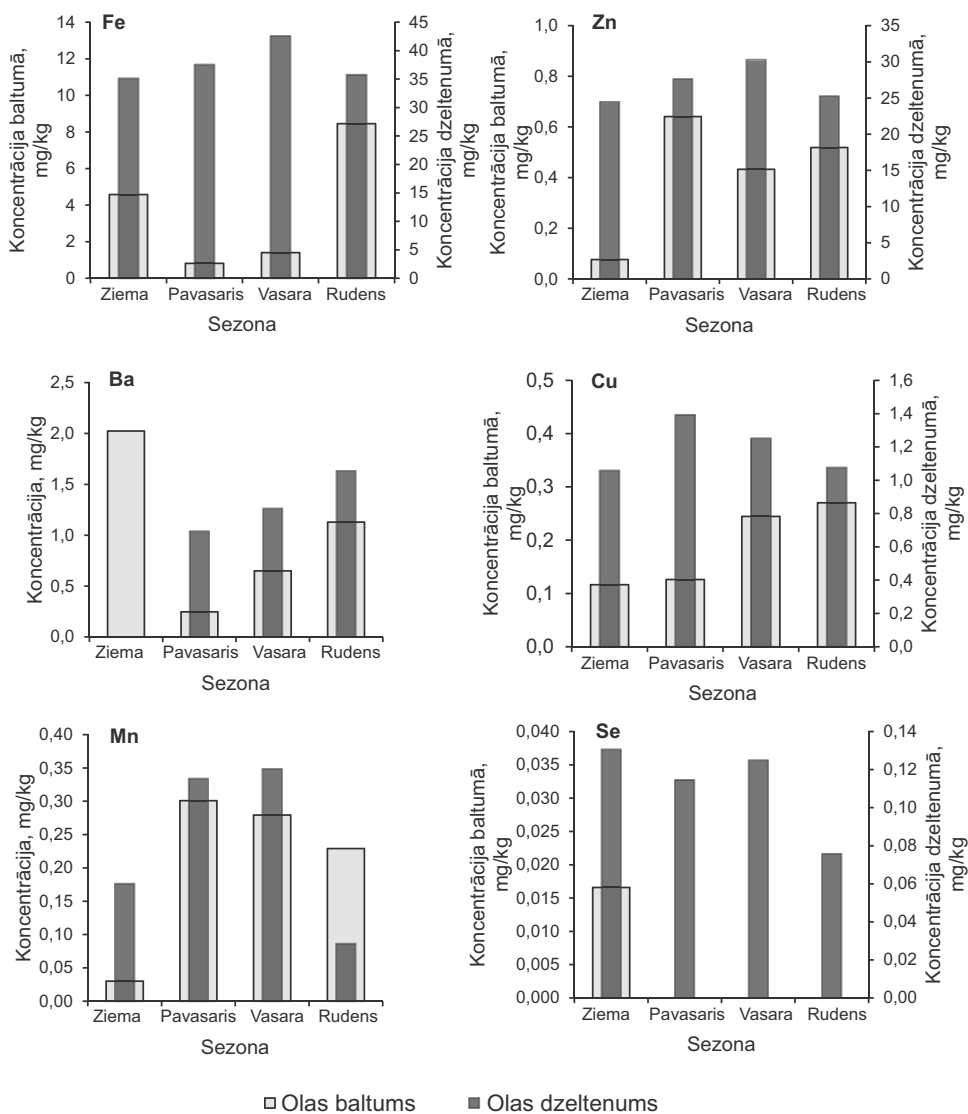 Fe
Koncentrācija baltumā,
mg/kg
14
12
10
8
6
4
2
0
45
40
35
30
25
20
15
10
5
0
Koncentrācija dzeltenumā,
mg/kg
Ziema Pavasaris Vasara Rudens
Sezona
Zn
Koncentrācija baltumā,
mg/kg
1,0
0,8
0,6
0,4
0,2
0,0
35
30
25
20
15
10
5
0
Koncentrācija dzeltenumā,
mg/kg
Ziema Pavasaris Vasara Rudens
Sezona
Ba
Koncentrācija, mg/kg
2,5
2,0
1,5
1,0
0,5
0,0
Ziema Pavasaris Vasara Rudens
Sezona
Cu
Koncentrācija baltumā,
mg/kg
0,5
0,4
0,3
0,2
0,1
0,0
1,6
1,4
1,2
1,0
0,8
0,6
0,4
0,2
0,0
Koncentrācija dzeltenumā,
mg/kg
Ziema Pavasaris Vasara Rudens
Sezona
Mn
Koncentrācija, mg/kg
0,40
0,35
0,30
0,25
0,20
0,15
0,10
0,05
0,00
Ziema Pavasaris Vasara Rudens
Sezona
Se
Koncentrācija baltumā,
mg/kg
0,040
0,035
0,030
0,025
0,020
0,015
0,010
0,005
0,000
0,14
0,12
0,10
0,08
0,06
0,04
0,02
0,00
Koncentrācija dzeltenumā,
mg/kg
Ziema Pavasaris Vasara Rudens
Sezona
Olas baltums Olas dzeltenums